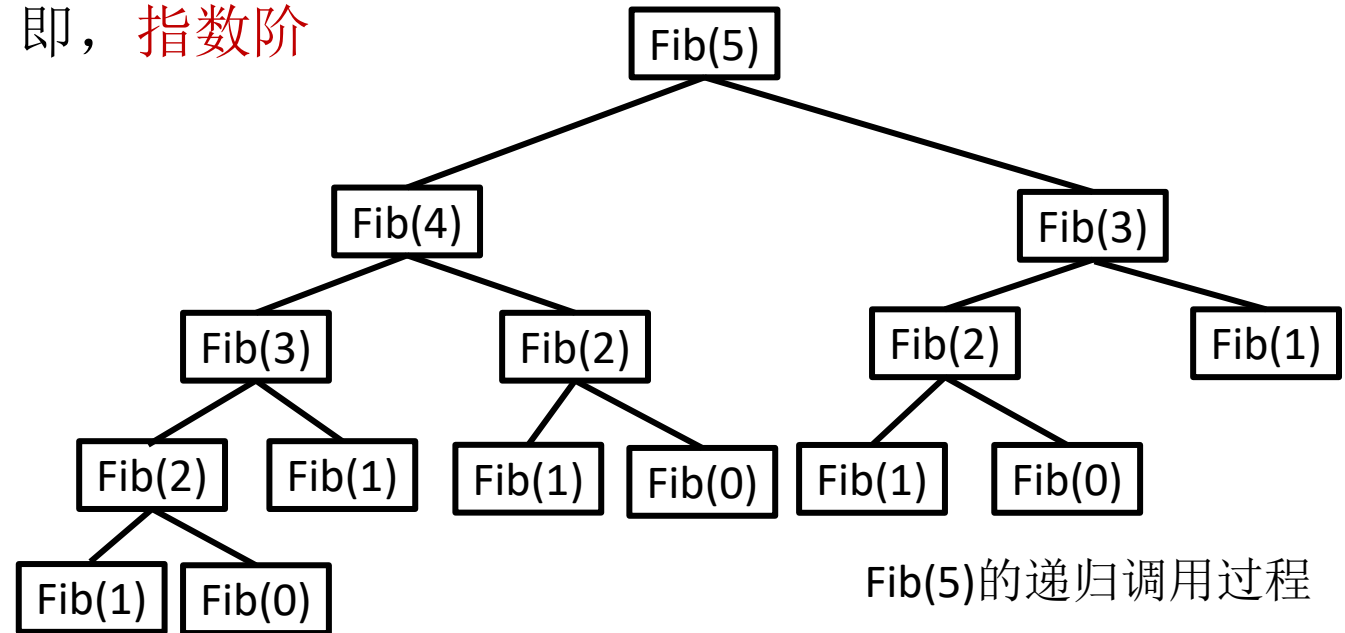 即，指数阶
Fib(5)
Fib(4)
Fib(3)
Fib(3)
Fib(2)
Fib(2)
Fib(1)
Fib(2)
Fib(1)
Fib(1)
Fib(0)
Fib(1)
Fib(0)
Fib(1)
Fib(0)
Fib(5)的递归调用过程